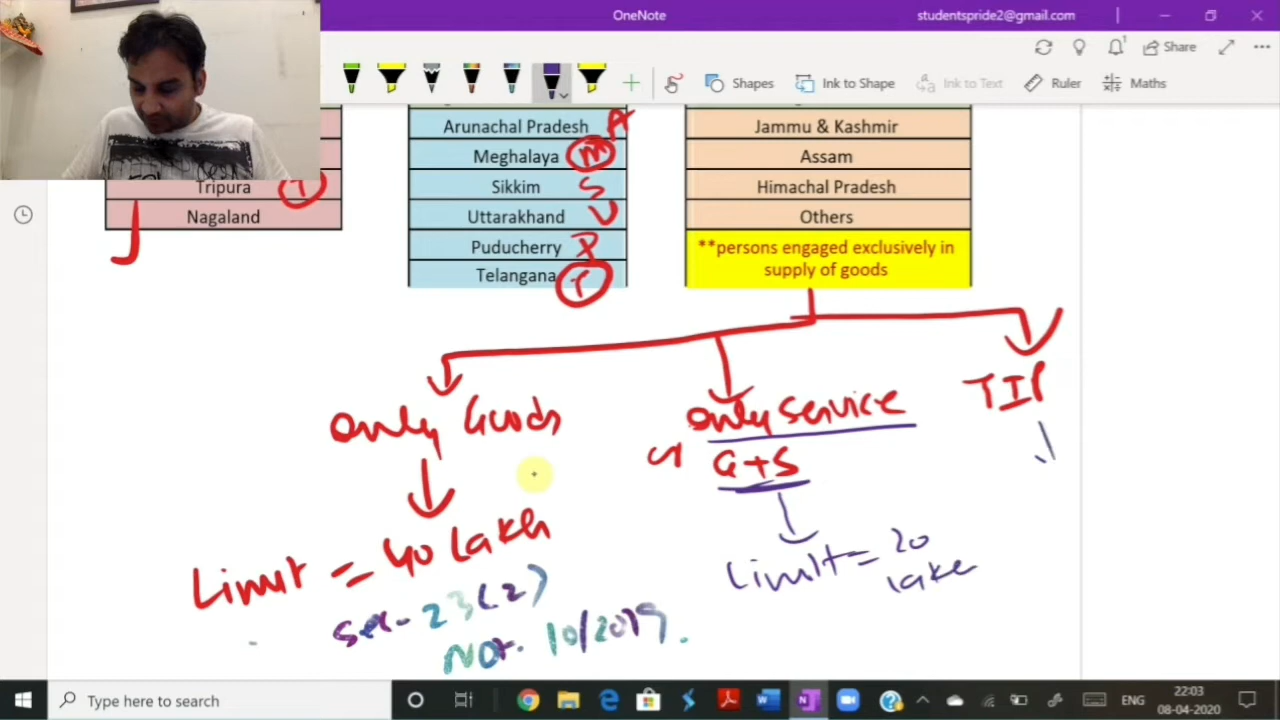 OneNote
studentspride2@gmail.com
Share
Shapes
Ink to Shape
Ink to Text
Ruler
Maths
Tripura T
Nagaland
Arunachal Pradesh A
Meghalaya m
Sikkim S
Uttarakhand U
Puducherry P
Telangana T
Jammu & Kashmir
Assam
Himachal Pradesh
Others
**persons engaged exclusively in
supply of goods
Only Goods
Limit = 40 Lakh
Sec- 23(2)
Not. 10/2019.
Only Service
G+S
Limit = 20
lakh
Type here to search
ENG
22:03
08-04-2020